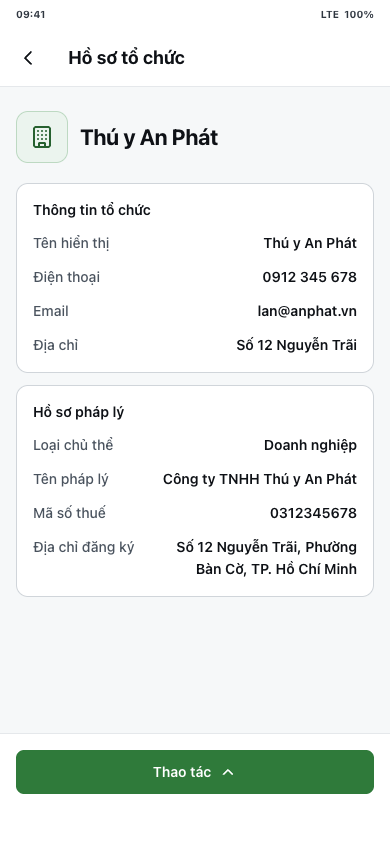 09:41
LTE 100%
Hồ sơ tổ chức
Thú y An Phát
Thông tin tổ chức
Tên hiển thị Thú y An Phát
Điện thoại 0912 345 678
Email lan@anphat.vn
Địa chỉ Số 12 Nguyễn Trãi
Hồ sơ pháp lý
Loại chủ thể Doanh nghiệp
Tên pháp lý Công ty TNHH Thú y An Phát
Mã số thuế 0312345678
Địa chỉ đăng ký Số 12 Nguyễn Trãi, Phường
Bàn Cờ, TP. Hồ Chí Minh
Thao tác